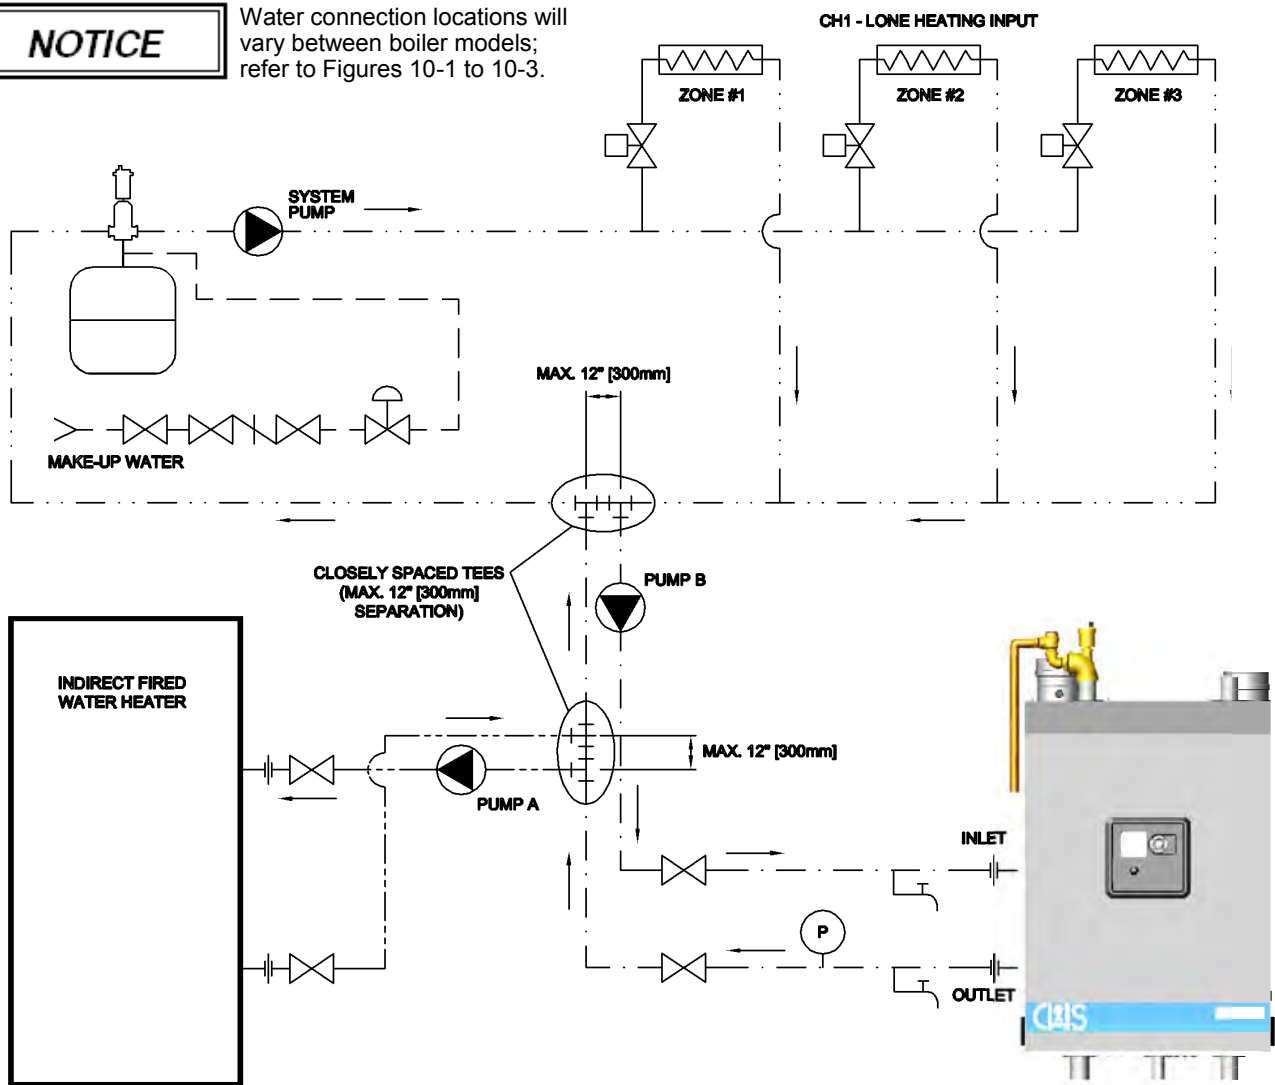 NOTICE
Water connection locations will
vary between boiler models;
refer to Figures 10-1 to 10-3.
CH1 - LONE HEATING INPUT
ZONE #1
ZONE #2
ZONE #3
SYSTEM
PUMP
MAX. 12" [300mm]
MAKE-UP WATER
CLOSELY SPACED TEES
(MAX. 12" [300mm]
SEPARATION)
PUMP B
INDIRECT FIRED
WATER HEATER
MAX. 12" [300mm]
PUMP A
INLET
P
OUTLET